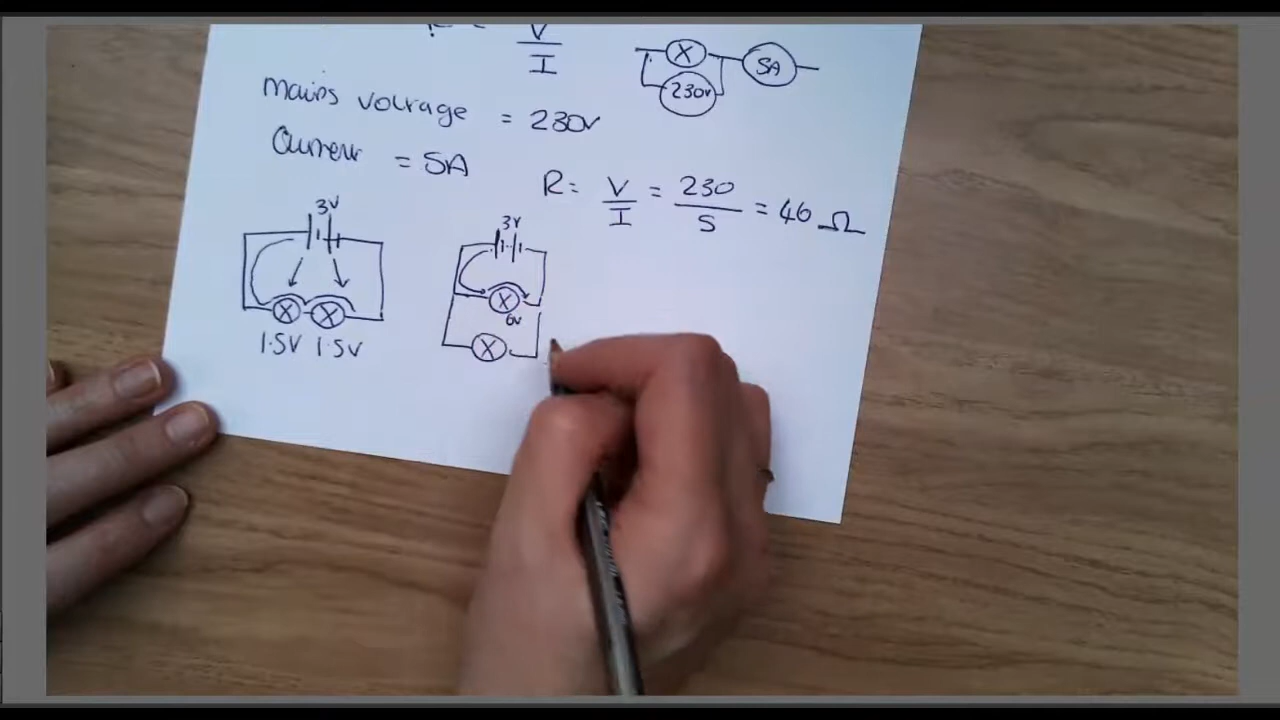 V
I
X
5A
230V
Mains voltage = 230V
Current = 5A
R = V/I = 230/5 = 46 Ω
3V
X X
1.5V 1.5V
3V
X
6V
X